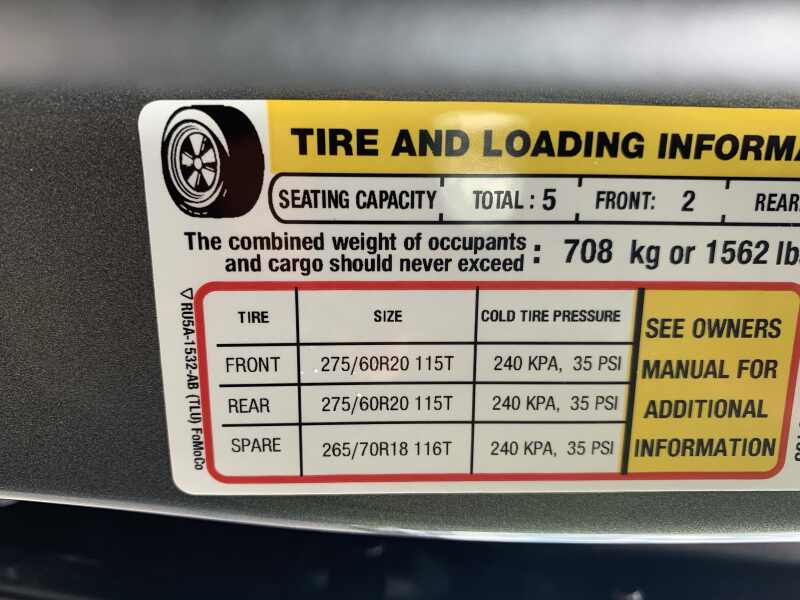 TIRE AND LOADING INFORMA
SEATING CAPACITY TOTAL : 5 FRONT: 2 REAR
The combined weight of occupants
and cargo should never exceed : 708 kg or 1562 lbs
TIRE SIZE COLD TIRE PRESSURE
FRONT 275/60R20 115T 240 KPA, 35 PSI
REAR 275/60R20 115T 240 KPA, 35 PSI
SPARE 265/70R18 116T 240 KPA, 35 PSI
SEE OWNERS
MANUAL FOR
ADDITIONAL
INFORMATION
RU5A-1532-AB (TLU) FoMoCo